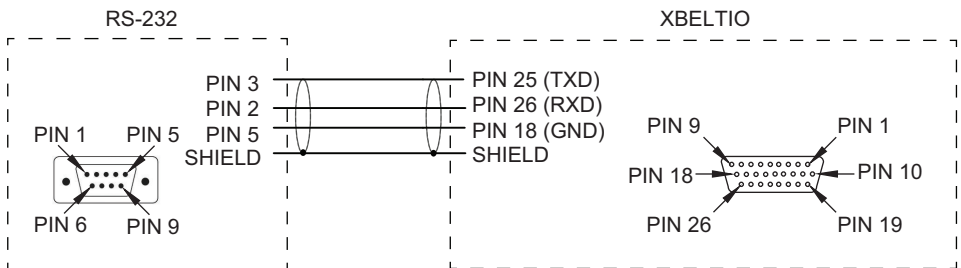 RS-232
XBELTIO
PIN 3
PIN 25 (TXD)
PIN 2
PIN 26 (RXD)
PIN 5
PIN 18 (GND)
SHIELD
SHIELD
PIN 1
PIN 5
PIN 6
PIN 9
PIN 9
PIN 1
PIN 18
PIN 10
PIN 26
PIN 19